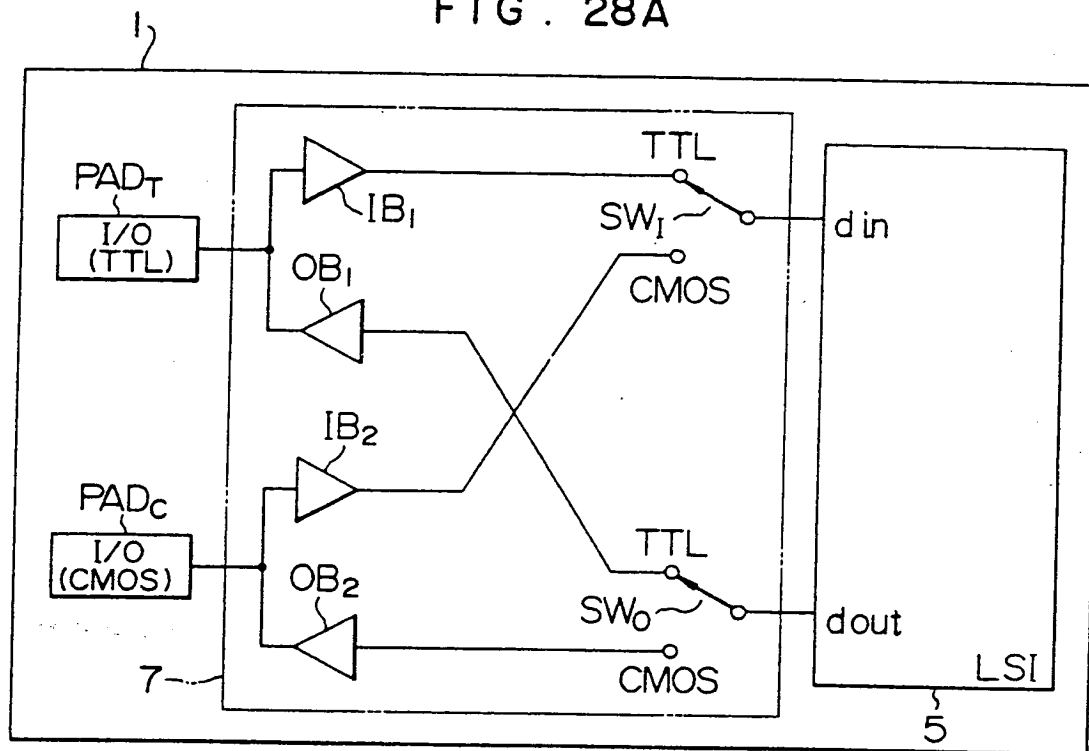 FIG. 28A
1
PADT
I/O
(TTL)
IB1
OB1
TTL
SWI
CMOS
din
IB2
PADC
I/O
(CMOS)
OB2
TTL
SWO
CMOS
dout
LSI
7
5